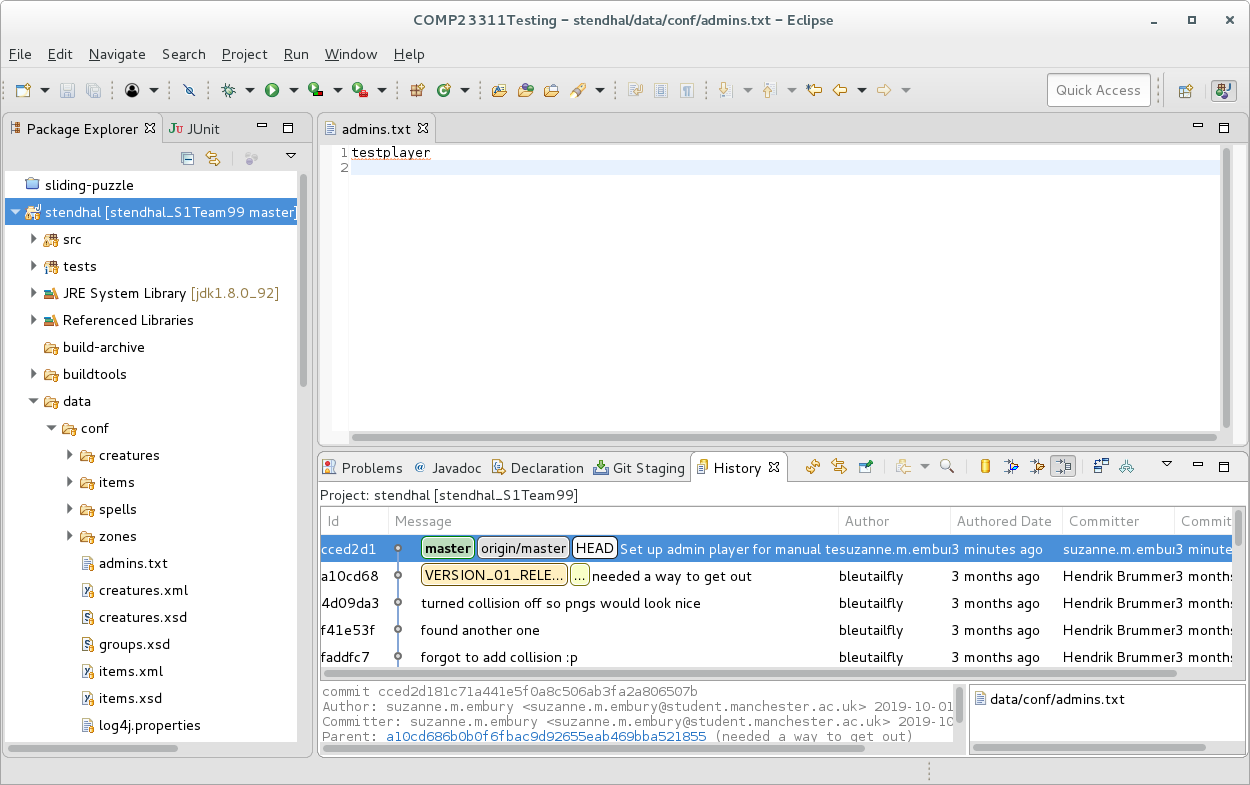 COMP23311Testing – stendhal/data/conf/admins.txt – Eclipse
File Edit Navigate Search Project Run Window Help
Quick Access
Package Explorer
JUnit
sliding-puzzle
stendhal [stendhal_S1Team99 master]
src
tests
JRE System Library [jdk1.8.0_92]
Referenced Libraries
build-archive
buildtools
data
conf
creatures
items
spells
zones
admins.txt
creatures.xml
creatures.xsd
groups.xsd
items.xml
items.xsd
log4j.properties
admins.txt
1 testplayer
2
Problems @ Javadoc Declaration Git Staging History
Project: stendhal [stendhal_S1Team99]
Id Message Author Authored Date Committer Commit
cced2d1 master origin/master HEAD Set up admin player for manual te suzanne.m.embur 3 minutes ago suzanne.m.embur 3 minute
a10cd68 VERSION_01_RELE... ... needed a way to get out bleutailfly 3 months ago Hendrik Brummer 3 months
4d09da3 turned collision off so pngs would look nice bleutailfly 3 months ago Hendrik Brummer 3 months
f41e53f found another one bleutailfly 3 months ago Hendrik Brummer 3 months
faddfc7 forgot to add collision :p bleutailfly 3 months ago Hendrik Brummer 3 months
commit cced2d181c71a441e5f0a8c506ab3fa2a806507b
Author: suzanne.m.embury <suzanne.m.embury@student.manchester.ac.uk> 2019-10-01
Committer: suzanne.m.embury <suzanne.m.embury@student.manchester.ac.uk> 2019-10
Parent: a10cd686b0b0f6fbac9d92655eab469bba521855 (needed a way to get out)
data/conf/admins.txt